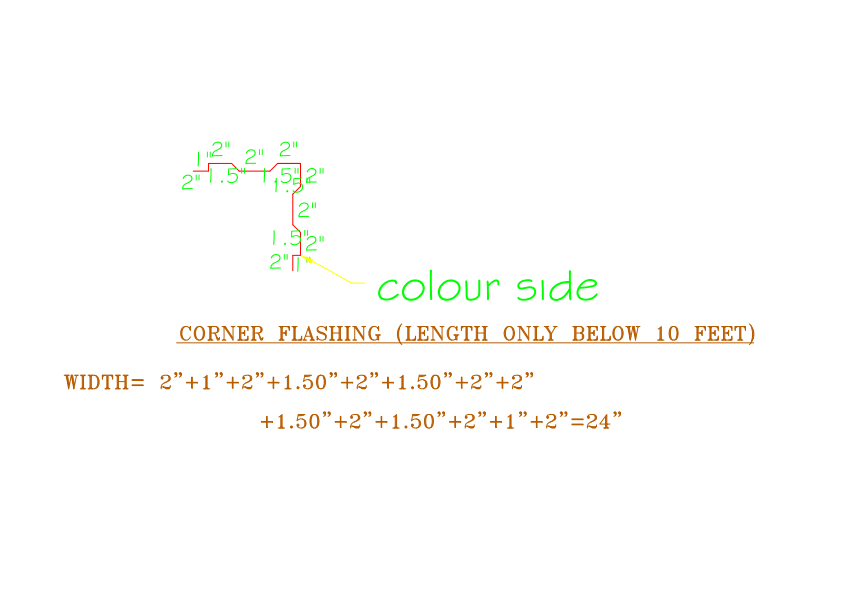 2" 2"
1" 2"
2" 1.5" 1.5" 2"
1.5"
2"
1.5" 2"
2" 1"
colour side
CORNER FLASHING (LENGTH ONLY BELOW 10 FEET)
WIDTH= 2”+1”+2”+1.50”+2”+1.50”+2”+2”
+1.50”+2”+1.50”+2”+1”+2”=24”